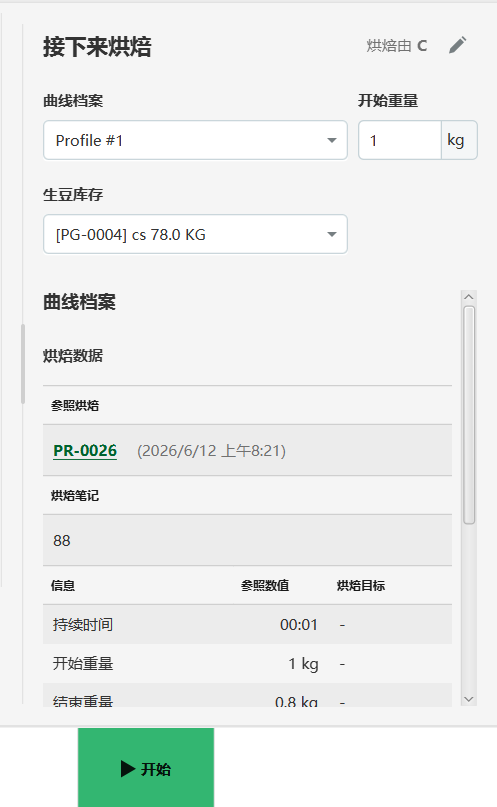 接下来烘焙 烘焙由 C
曲线档案 开始重量
Profile #1 1 kg
生豆库存
[PG-0004] cs 78.0 KG
曲线档案
烘焙数据
参照烘焙
PR-0026 (2026/6/12 上午8:21)
烘焙笔记
88
信息 参照数值 烘焙目标
持续时间 00:01 -
开始重量 1 kg -
结束重量 0.8 kg -
开始